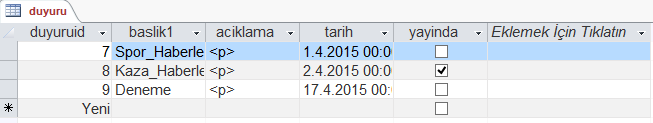 duyuru
duyuruid baslik1 aciklama tarih yayinda Eklemek İçin Tıklatın
7 Spor_Haberle <p> 1.4.2015 00:0
8 Kaza_Haberle <p> 2.4.2015 00:0
9 Deneme <p> 17.4.2015 00:
Yeni